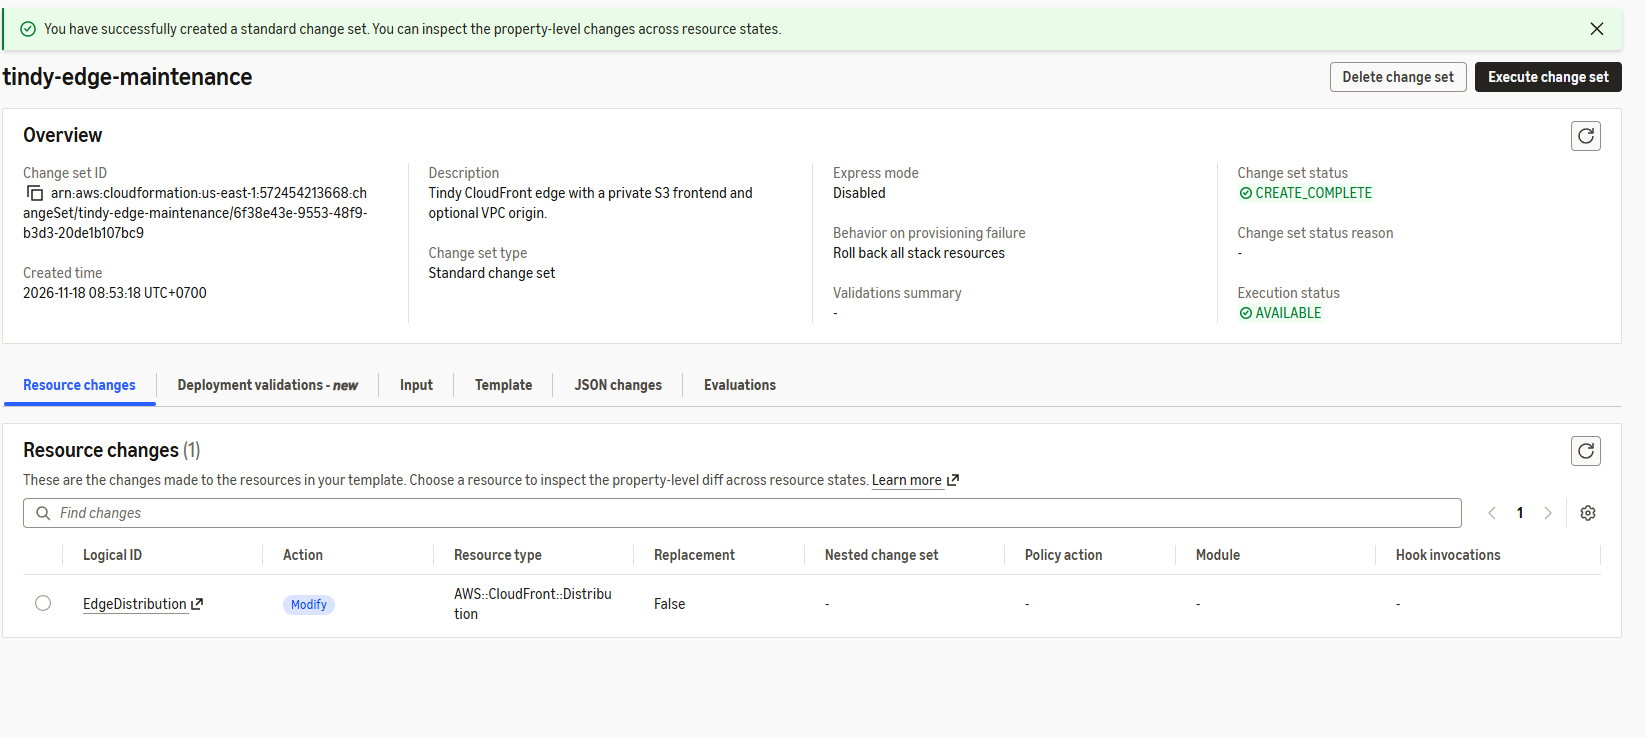 You have successfully created a standard change set. You can inspect the property-level changes across resource states.
tindy-edge-maintenance
Delete change set
Execute change set
Overview
Change set ID
arn:aws:cloudformation:us-east-1:572454213668:ch
angeSet/tindy-edge-maintenance/6f38e43e-9553-48f9-
b3d3-20de1b107bc9
Created time
2026-11-18 08:53:18 UTC+0700
Description
Tindy CloudFront edge with a private S3 frontend and
optional VPC origin.
Change set type
Standard change set
Express mode
Disabled
Behavior on provisioning failure
Roll back all stack resources
Validations summary
-
Change set status
CREATE_COMPLETE
Change set status reason
-
Execution status
AVAILABLE
Resource changes
Deployment validations - new
Input
Template
JSON changes
Evaluations
Resource changes (1)
These are the changes made to the resources in your template. Choose a resource to inspect the property-level diff across resource states. Learn more
Find changes
1
Logical ID Action Resource type Replacement Nested change set Policy action Module Hook invocations
EdgeDistribution Modify AWS::CloudFront::Distribu False - - - -
tion